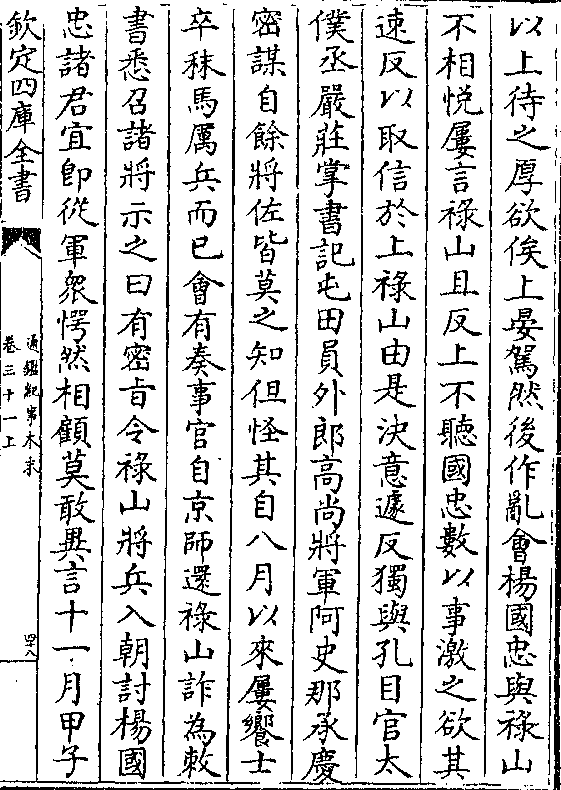 以上待之厚欲俟上晏駕然後作亂會楊國忠與祿山
不相悅屢言祿山且反上不聽國忠數以事激之欲其
速反以取信於上祿山由是決意遽反獨與孔目官太
僕丞嚴莊掌書記屯田員外郎高尚將軍阿史那承慶
密謀自餘將佐皆莫之知但怪其自八月以來屢饗士
卒秣馬厲兵而已會有奏事官自京師還祿山詐為敕
書悉召諸將示之曰有密旨令祿山將兵入朝討楊國
忠諸君宜即從軍眾愕然相顧莫敢異言十一月甲子
欽定四庫全書
通鑑紀事本末
卷三十一上
四八